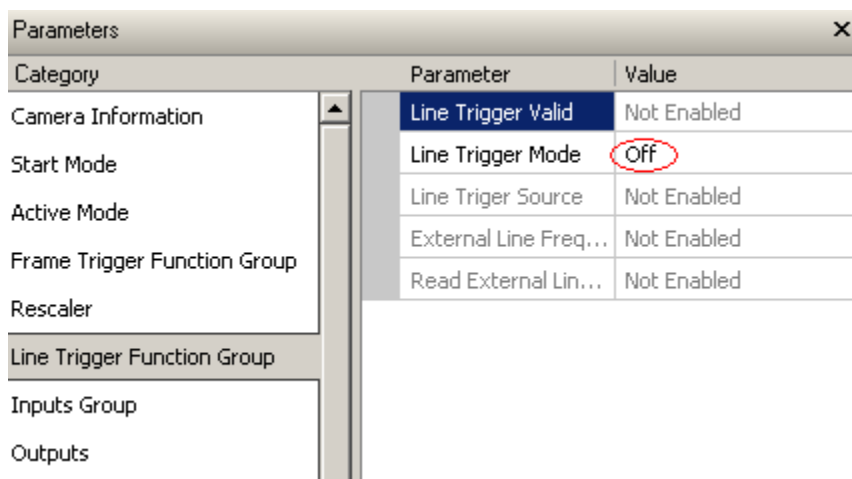 Parameters
Category
Parameter Value
Camera Information
Start Mode
Active Mode
Frame Trigger Function Group
Rescaler
Line Trigger Function Group
Inputs Group
Outputs
Line Trigger Valid Not Enabled
Line Trigger Mode Off
Line Triger Source Not Enabled
External Line Freq... Not Enabled
Read External Lin... Not Enabled